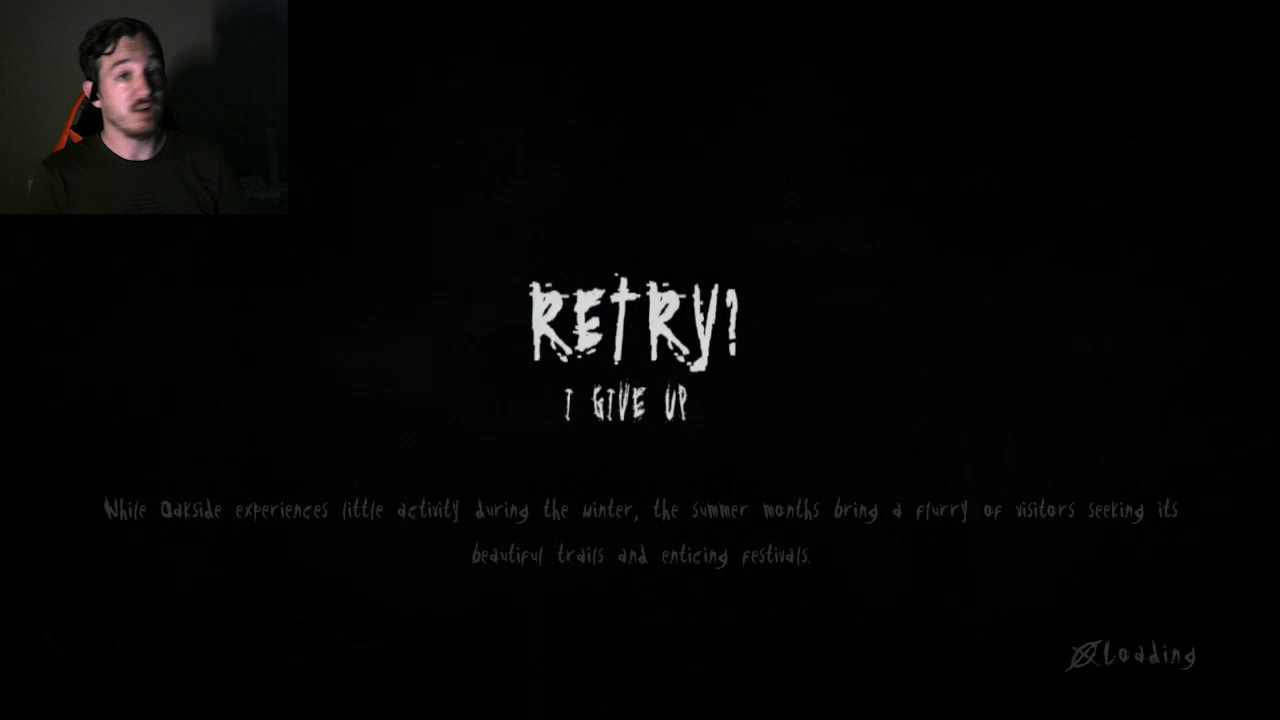 RETRY?
I GIVE UP
While Oakside experiences little activity during the winter, the summer months bring a flurry of visitors seeking its
beautiful trails and enticing festivals.
Loading